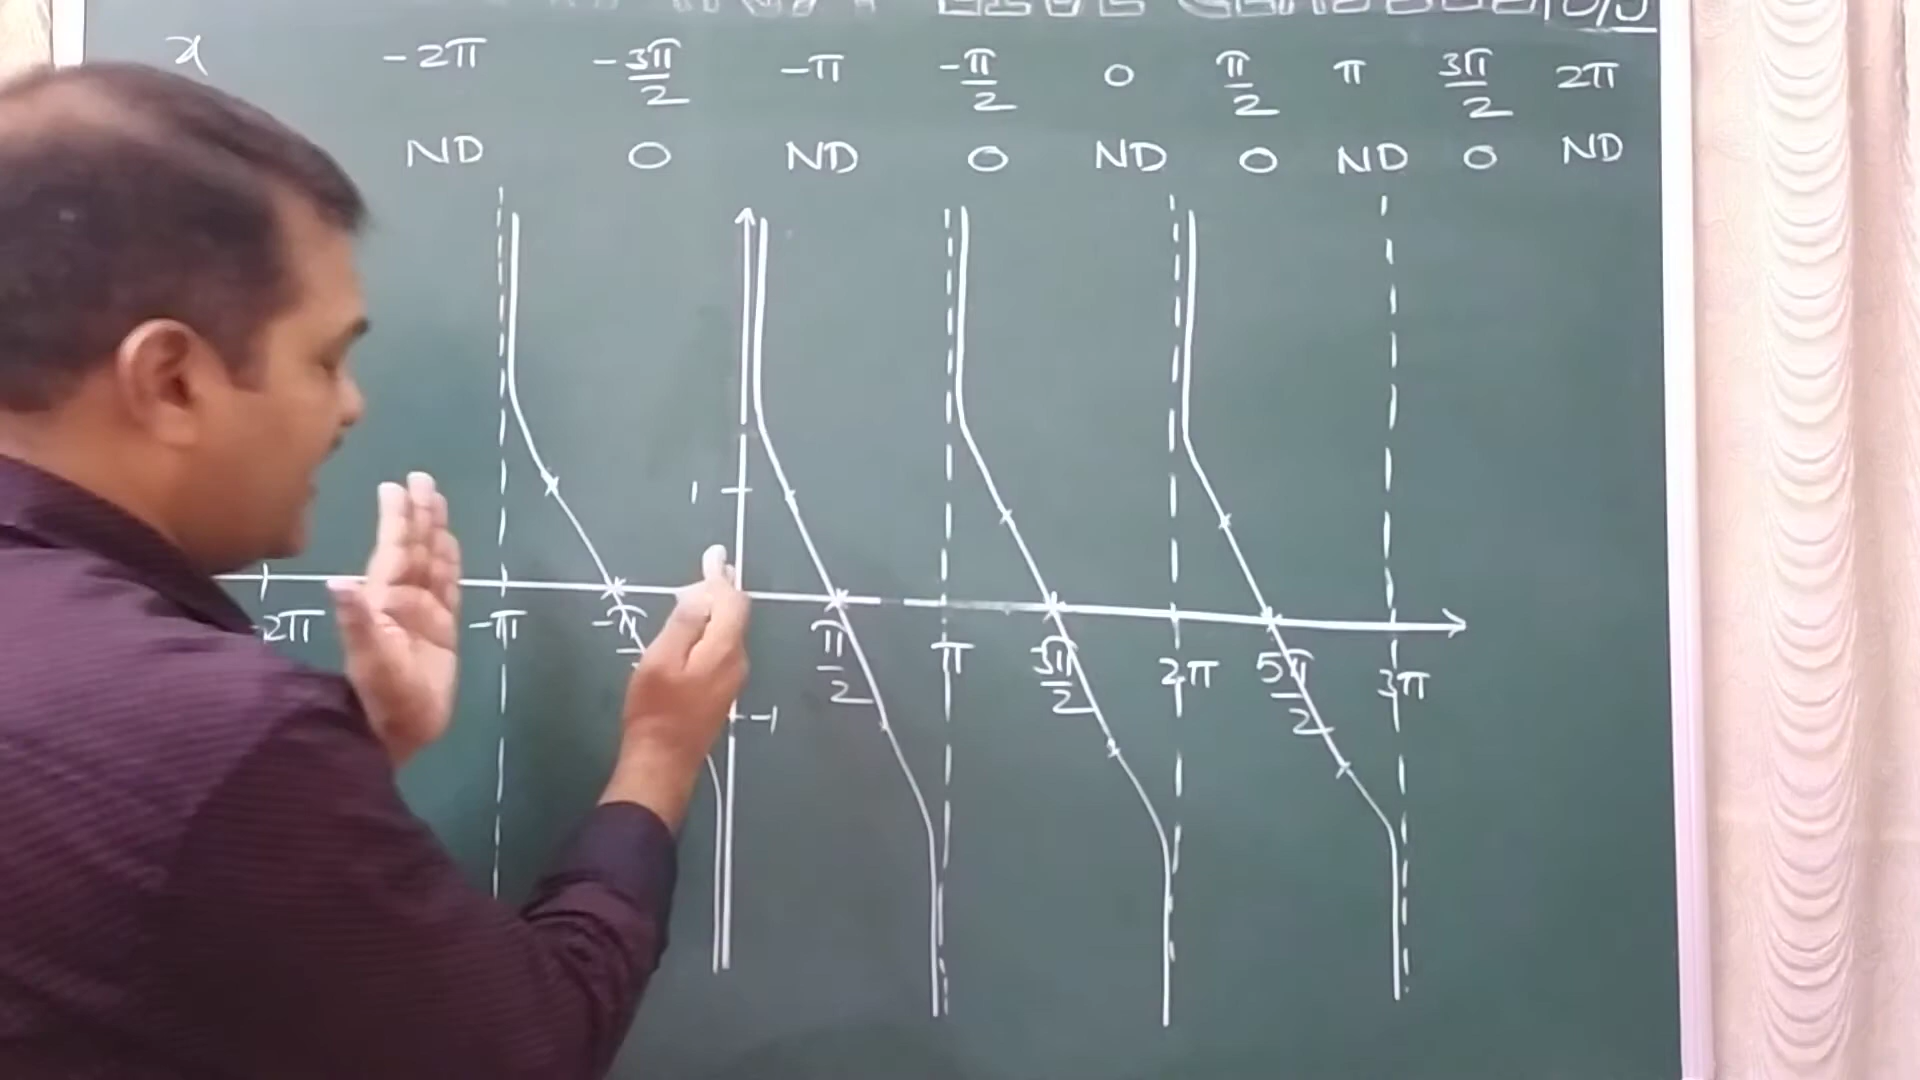 x -2π -3π/2 -π -π/2 0 π/2 π 3π/2 2π
ND 0 ND 0 ND 0 ND 0 ND
1
-2π -π -π π/2 π 3π/2 2π 5π/2 3π
-1